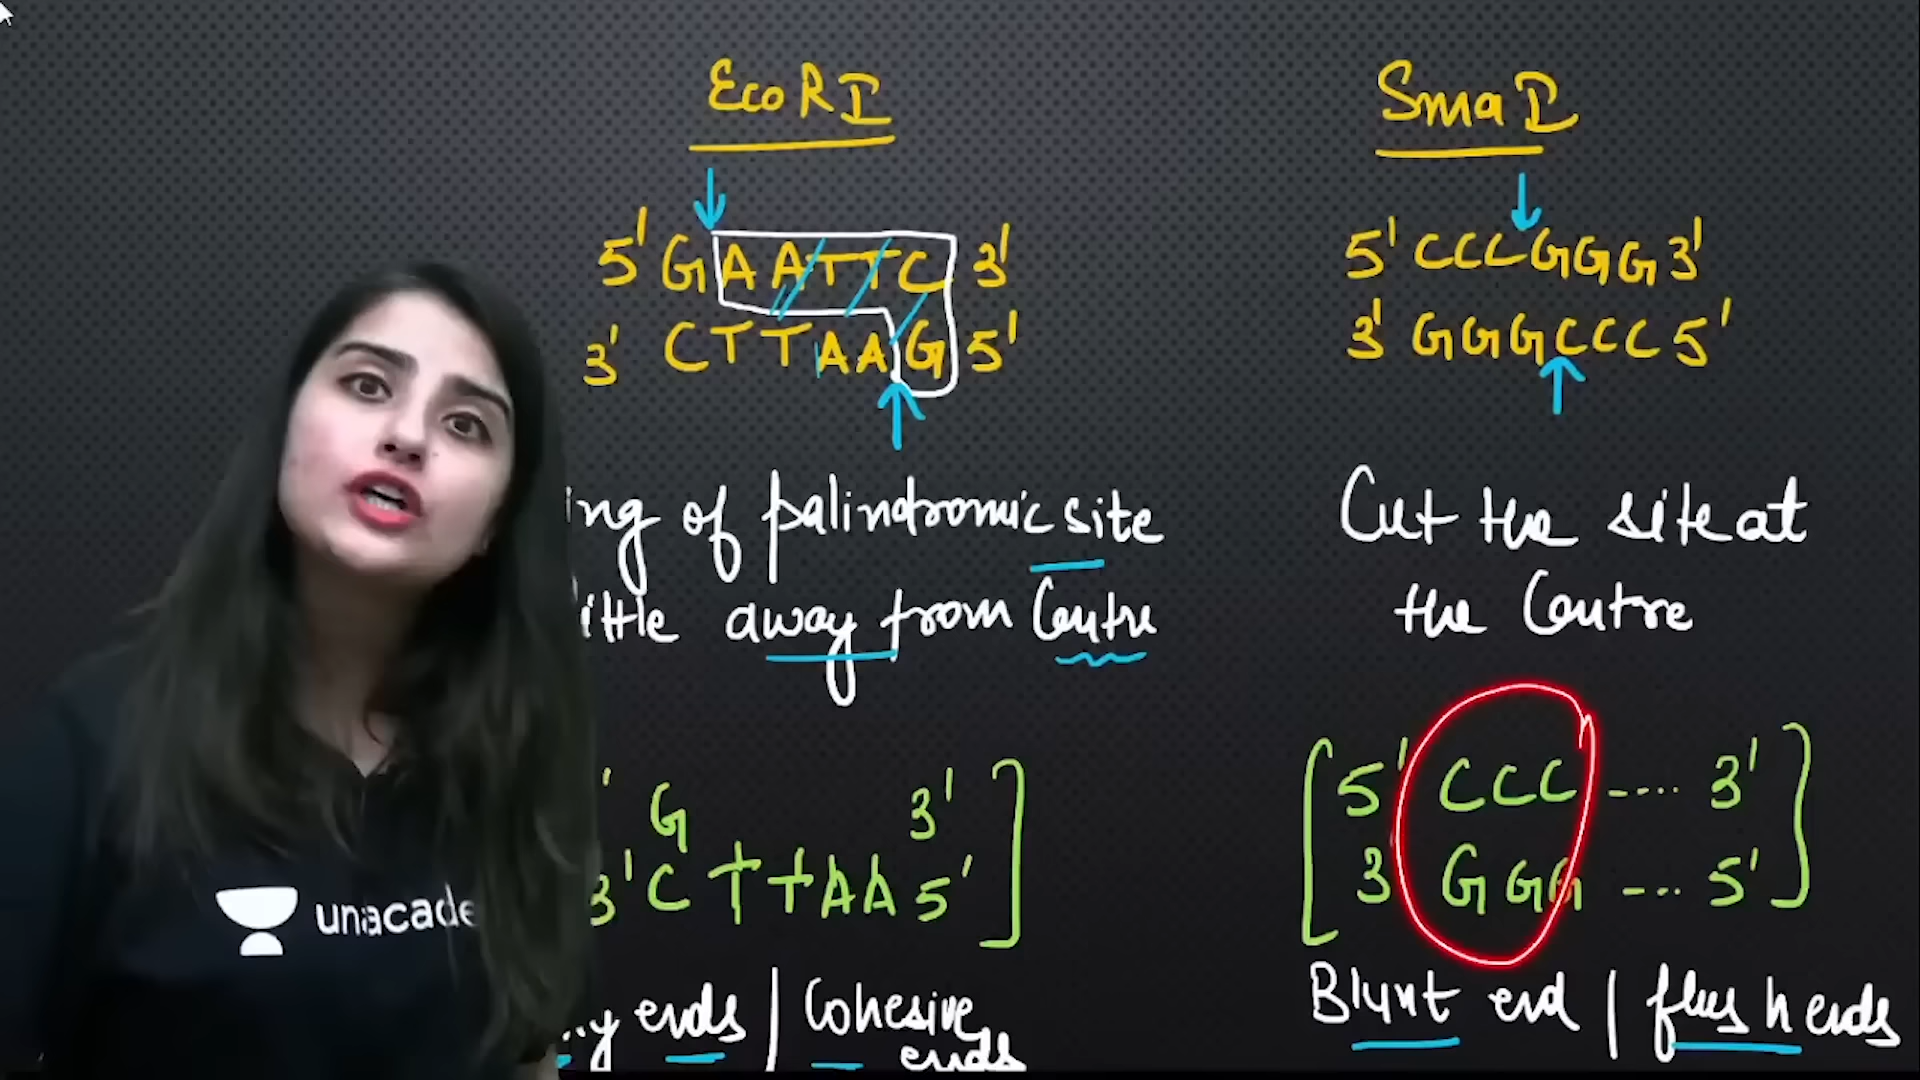 EcoRI
SmaI
5' GAATTC 3'
3' CTTAAG 5'
5' CCCGGG 3'
3' GGGCCC 5'
ing of palindromic site
ittle away from Centre
Cut the site at
the Centre
' G 3'
3' CTTAA 5'
5' CCC ---- 3'
3 GGG --- 5'
y ends | Cohesive
ends
Blunt end | flush ends
unacade